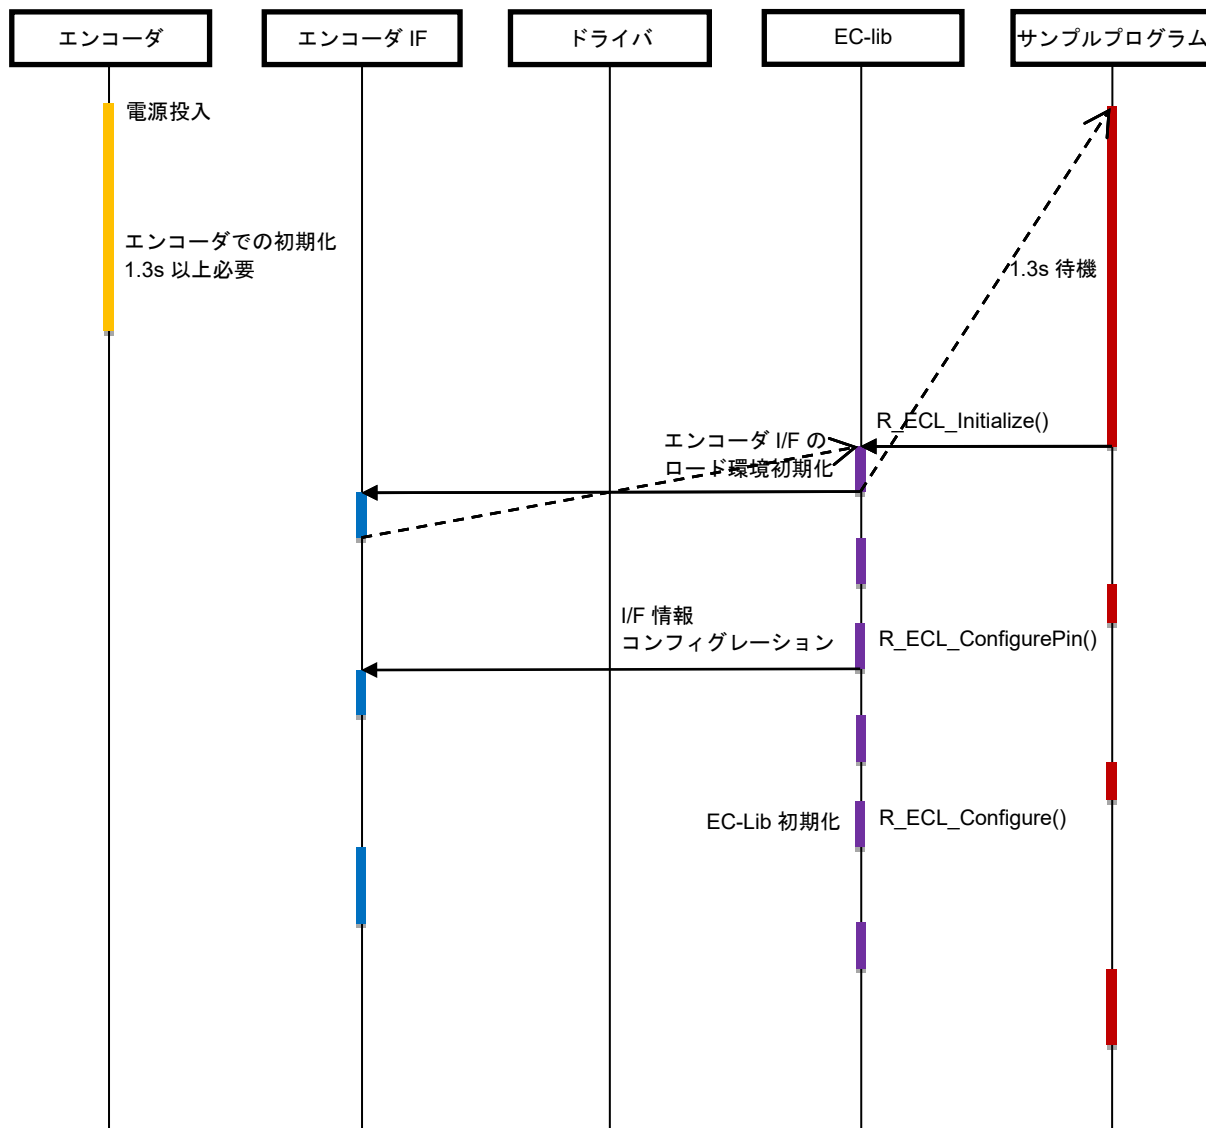 エンコーダ
エンコーダ IF
ドライバ
EC-lib
サンプルプログラム
電源投入
エンコーダでの初期化
1.3s 以上必要
1.3s 待機
R_ECL_Initialize()
エンコーダ I/F の
ロード環境初期化
I/F 情報
コンフィグレーション
R_ECL_ConfigurePin()
EC-Lib 初期化
R_ECL_Configure()